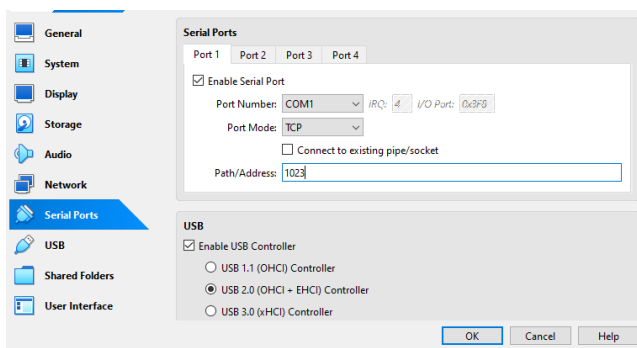 General
System
Display
Storage
Audio
Network
Serial Ports
USB
Shared Folders
User Interface
Serial Ports
Port 1 Port 2 Port 3 Port 4
Enable Serial Port
Port Number: COM1 IRQ: 4 I/O Port: 0x3F8
Port Mode: TCP
Connect to existing pipe/socket
Path/Address: 1023
USB
Enable USB Controller
USB 1.1 (OHCI) Controller
USB 2.0 (OHCI + EHCI) Controller
USB 3.0 (xHCI) Controller
OK Cancel Help